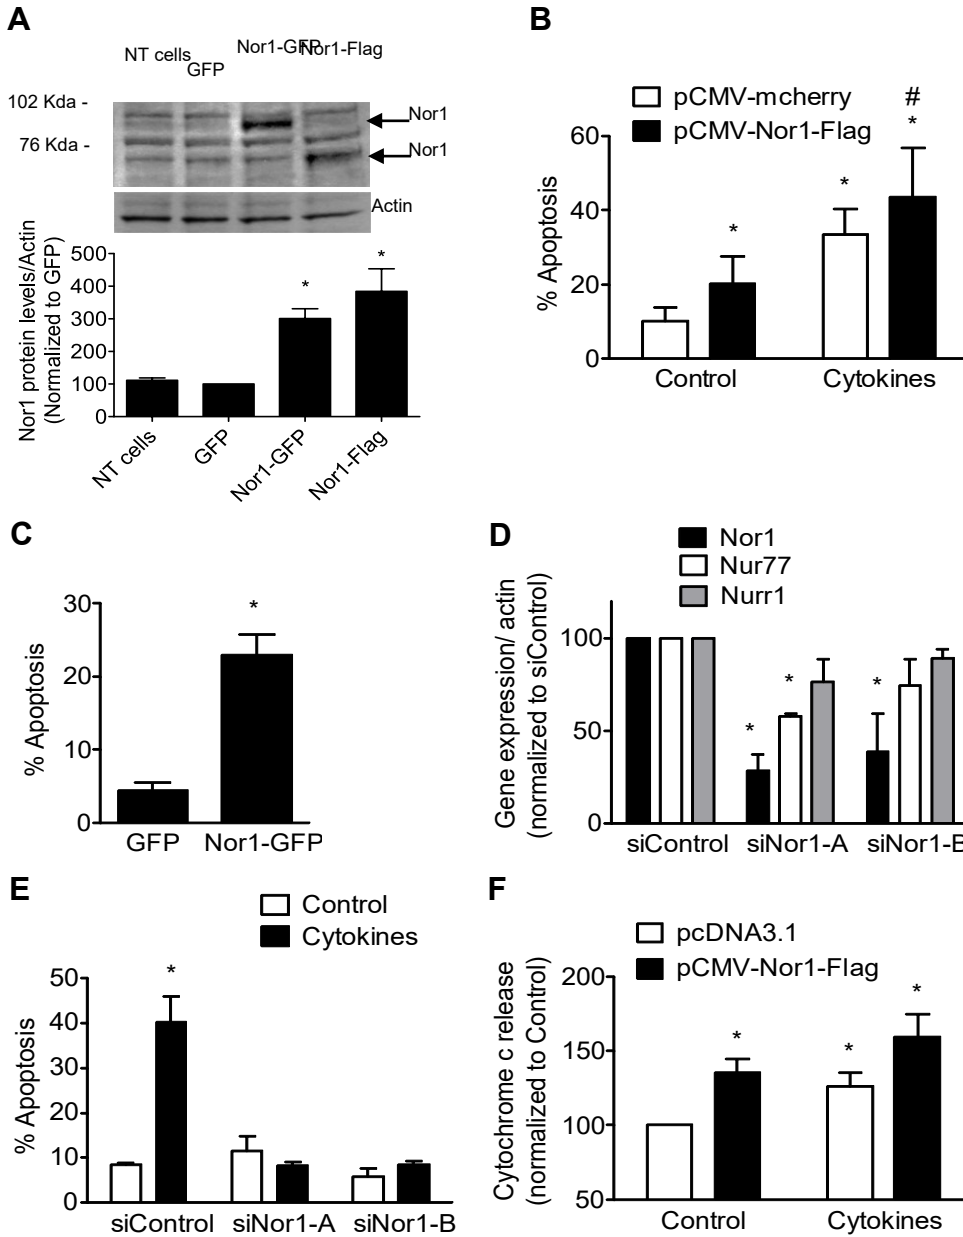 A
NT cells
GFP
Nor1-GFP
Nor1-Flag
102 Kda -
76 Kda -
Nor1
Nor1
Actin
Nor1 protein levels/Actin
(Normalized to GFP)
500
400
300
200
100
0
*
*
NT cells
GFP
Nor1-GFP
Nor1-Flag
B
pCMV-mcherry
pCMV-Nor1-Flag
% Apoptosis
60
40
20
0
*
*
#
*
Control
Cytokines
C
% Apoptosis
30
20
10
0
*
GFP
Nor1-GFP
D
Nor1
Nur77
Nurr1
Gene expression/ actin
(normalized to siControl)
100
50
0
*
*
*
siControl
siNor1-A
siNor1-B
E
Control
Cytokines
% Apoptosis
50
40
30
20
10
0
*
siControl
siNor1-A
siNor1-B
F
pcDNA3.1
pCMV-Nor1-Flag
Cytochrome c release
(normalized to Control)
200
150
100
50
*
*
*
Control
Cytokines